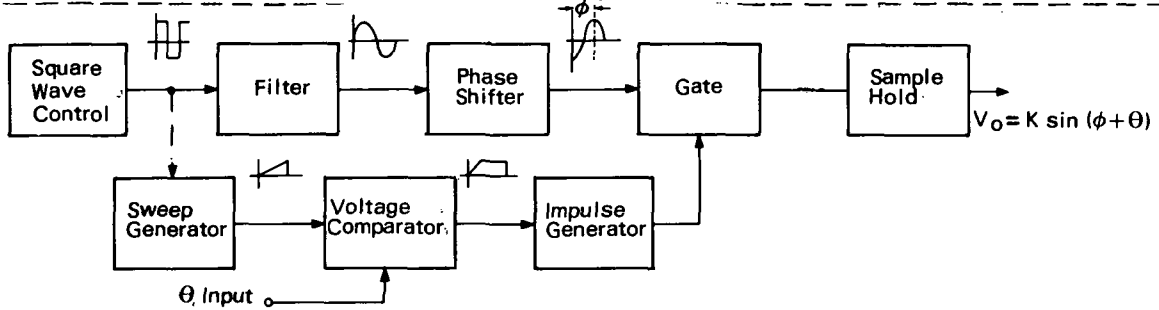 ϕ
Square
Wave
Control
Filter
Phase
Shifter
Gate
Sample
Hold
V₀ = K sin (ϕ + Θ)
Sweep
Generator
Voltage
Comparator
Impulse
Generator
Θ Input